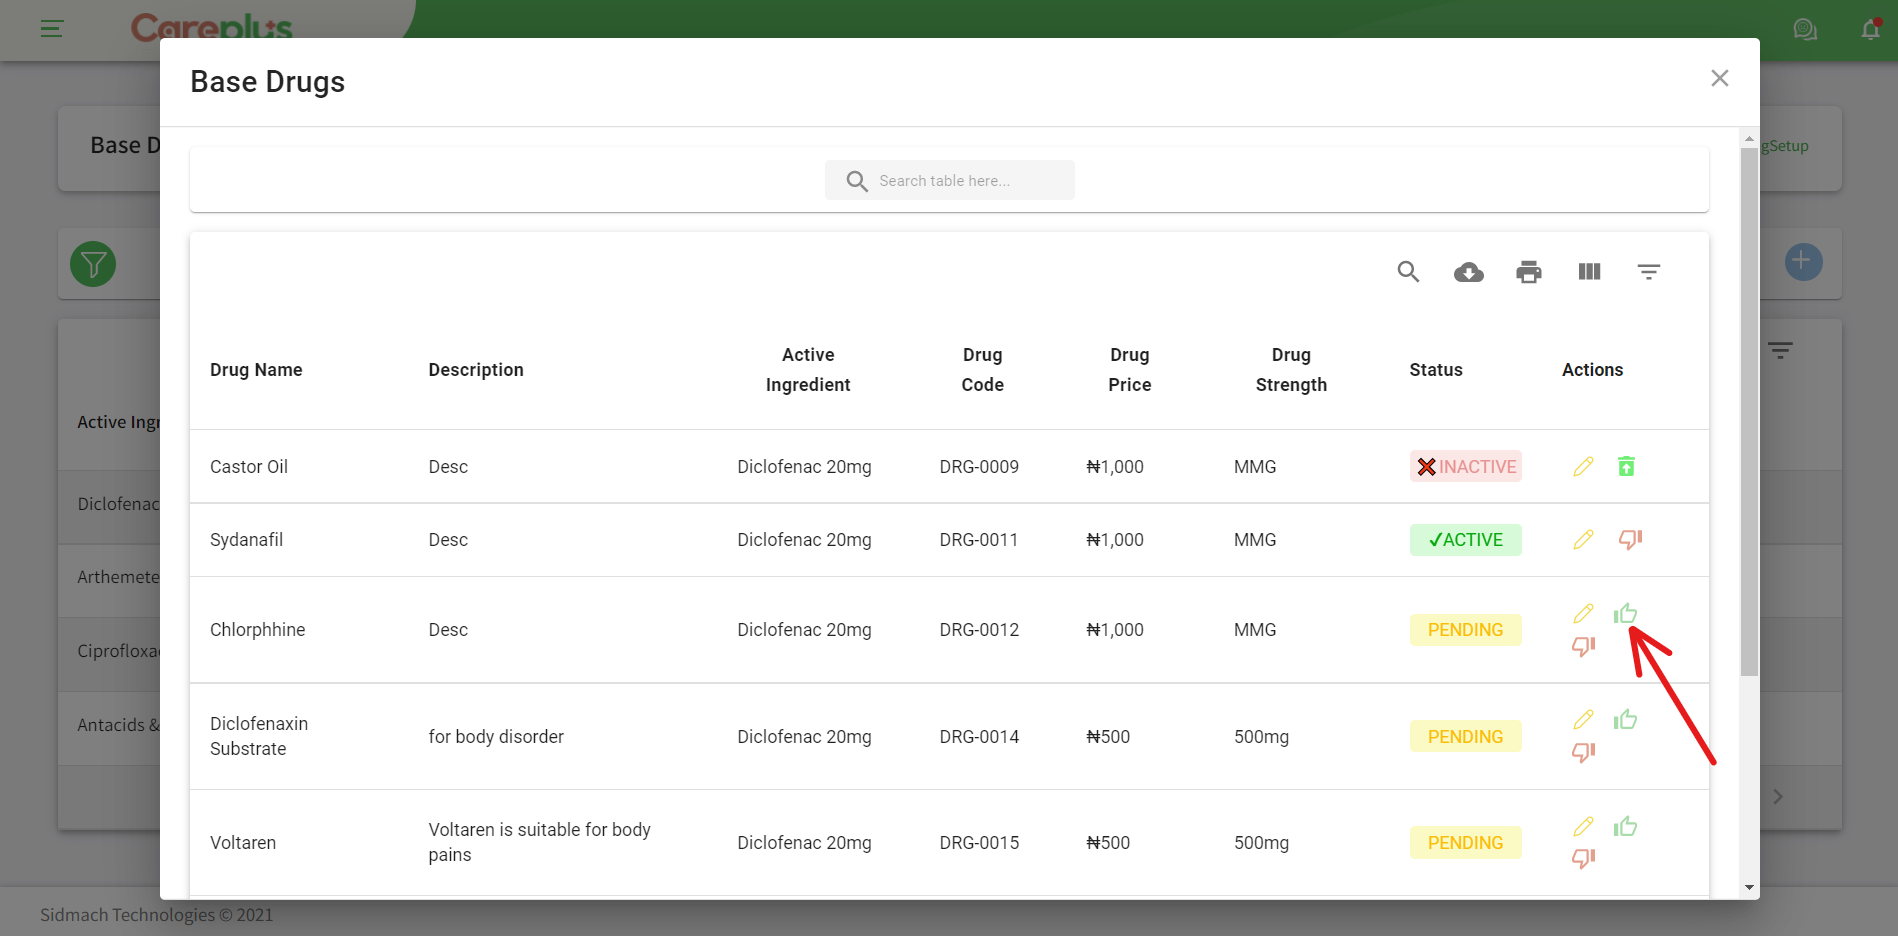 Careplus
Base Drugs
Base D
gSetup
Search table here...
Drug Name
Description
Active
Ingredient
Drug
Code
Drug
Price
Drug
Strength
Status
Actions
Active Ingr
Castor Oil
Desc
Diclofenac 20mg
DRG-0009
₦1,000
MMG
INACTIVE
Diclofenac
Sydanafil
Desc
Diclofenac 20mg
DRG-0011
₦1,000
MMG
ACTIVE
Arthemete
Chlorphhine
Desc
Diclofenac 20mg
DRG-0012
₦1,000
MMG
PENDING
Ciprofloxa
Diclofenaxin
Substrate
for body disorder
Diclofenac 20mg
DRG-0014
₦500
500mg
PENDING
Antacids &
Voltaren
Voltaren is suitable for body
pains
Diclofenac 20mg
DRG-0015
₦500
500mg
PENDING
Sidmach Technologies © 2021